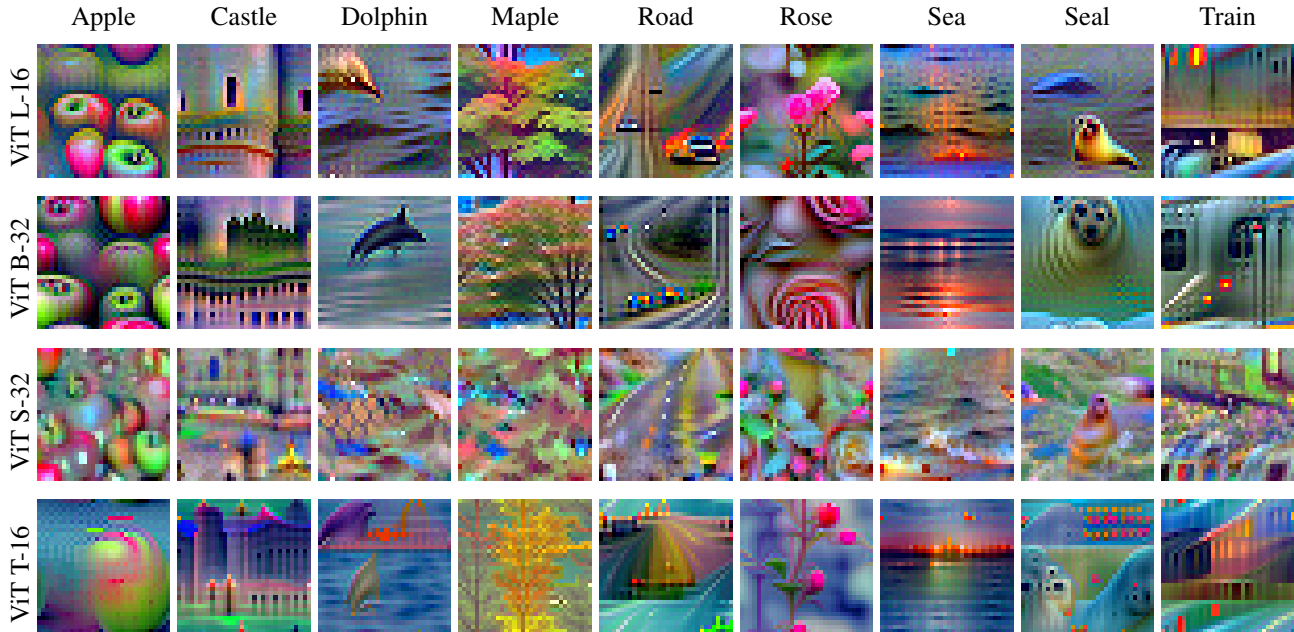 Apple Castle Dolphin Maple Road Rose Sea Seal Train
ViT L-16
ViT B-32
ViT S-32
ViT T-16